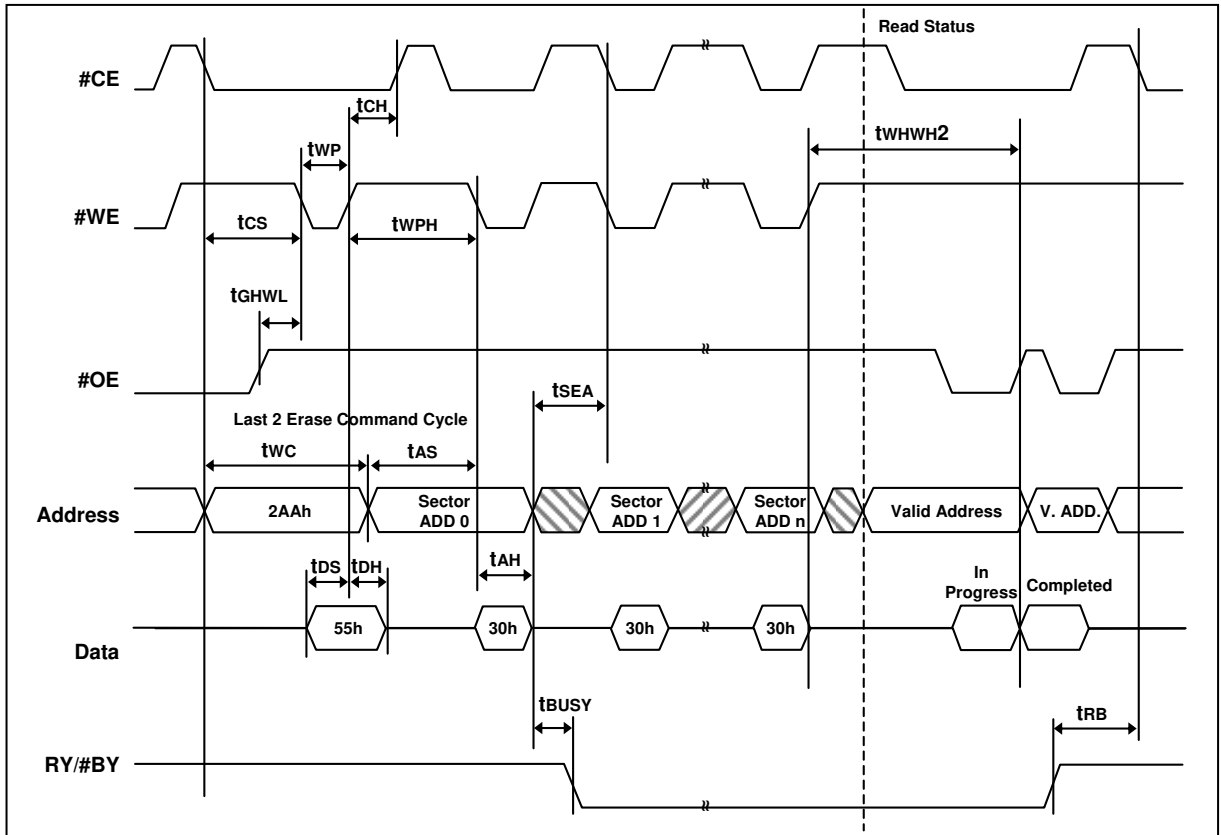 Read Status
#CE
tCH
tWHWH2
tWP
#WE
tCS
tWPH
tGHWL
#OE
tSEA
Last 2 Erase Command Cycle
tWC
tAS
Address
2AAh
Sector
ADD 0
Sector
ADD 1
Sector
ADD n
Valid Address
V. ADD.
tDS
tDH
tAH
In
Progress
Completed
Data
55h
30h
30h
30h
tBUSY
tRB
RY/#BY